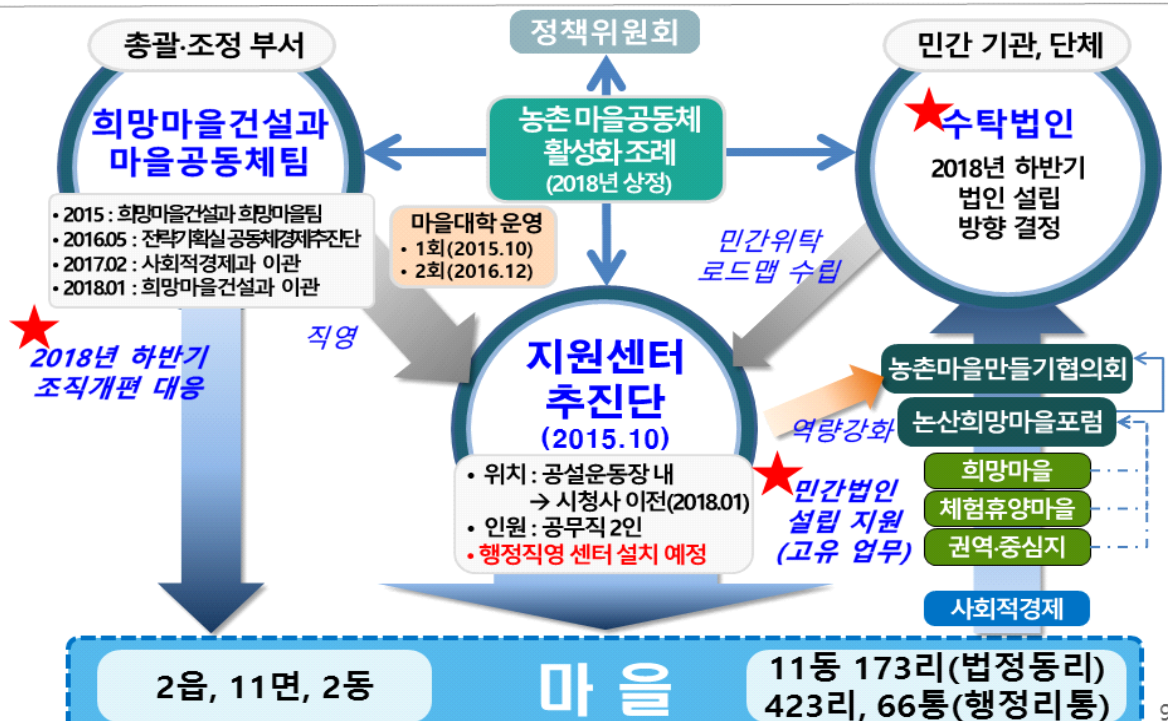 총괄·조정 부서
희망마을건설과
마을공동체팀
• 2015 : 희망마을건설과 희망마을팀
• 2016.05 : 전략기획실 공동체경제추진단
• 2017.02 : 사회적경제과 이관
• 2018.01 : 희망마을건설과 이관
2018년 하반기
조직개편 대응
직영
정책위원회
농촌 마을공동체
활성화 조례
(2018년 상정)
마을대학 운영
• 1회(2015.10)
• 2회(2016.12)
민간 기관, 단체
수탁법인
2018년 하반기
법인 설립
방향 결정
민간위탁
로드맵 수립
지원센터
추진단
(2015.10)
• 위치 : 공설운동장 내
→ 시청사 이전(2018.01)
• 인원 : 공무직 2인
• 행정직영 센터 설치 예정
역량강화
민간법인
설립 지원
(고유 업무)
농촌마을만들기협의회
논산희망마을포럼
희망마을
체험휴양마을
권역·중심지
사회적경제
2읍, 11면, 2동
마 을
11동 173리(법정동리)
423리, 66통(행정리통)